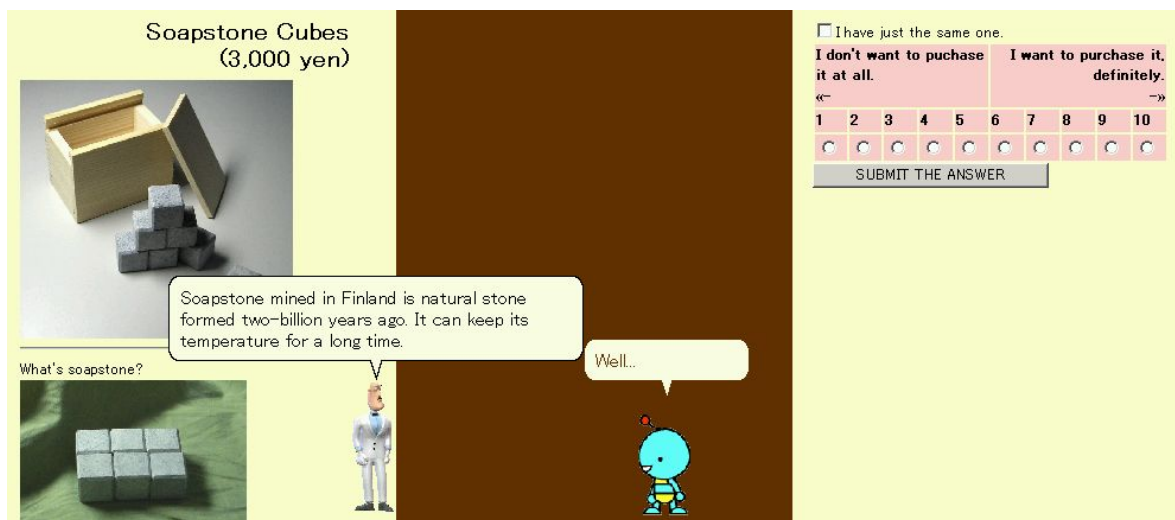 Soapstone Cubes
(3,000 yen)
What's soapstone?
Soapstone mined in Finland is natural stone
formed two-billion years ago. It can keep its
temperature for a long time.
Well...
I have just the same one.
I don't want to puchase
it at all.
«-
I want to purchase it,
definitely.
-»
1 2 3 4 5 6 7 8 9 10
SUBMIT THE ANSWER